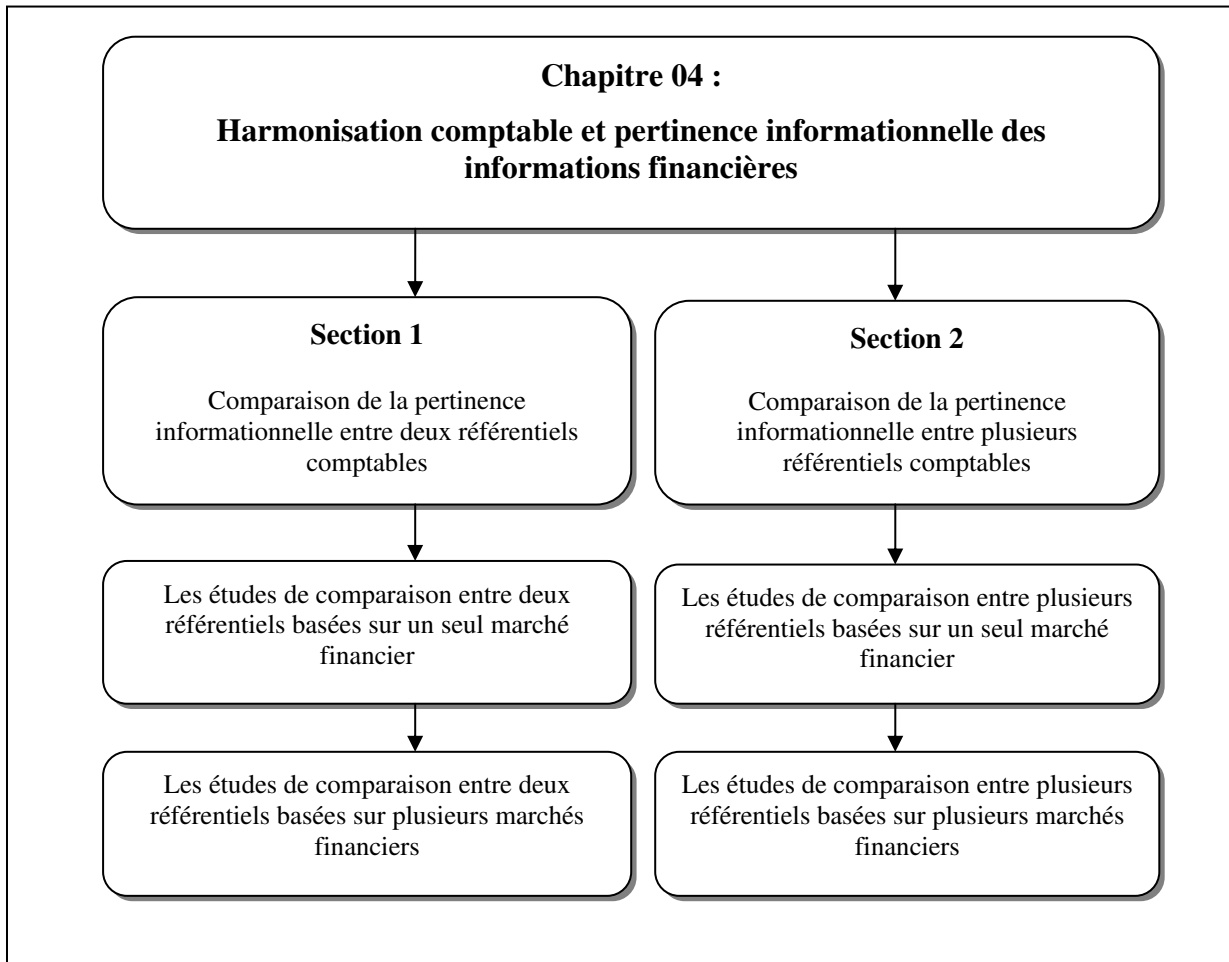 Chapitre 04 :
Harmonisation comptable et pertinence informationnelle des
informations financières
Section 1
Comparaison de la pertinence
informationnelle entre deux référentiels
comptables
Section 2
Comparaison de la pertinence
informationnelle entre plusieurs
référentiels comptables
Les études de comparaison entre deux
référentiels basées sur un seul marché
financier
Les études de comparaison entre plusieurs
référentiels basées sur un seul marché
financier
Les études de comparaison entre deux
référentiels basées sur plusieurs marchés
financiers
Les études de comparaison entre plusieurs
référentiels basées sur plusieurs marchés
financiers